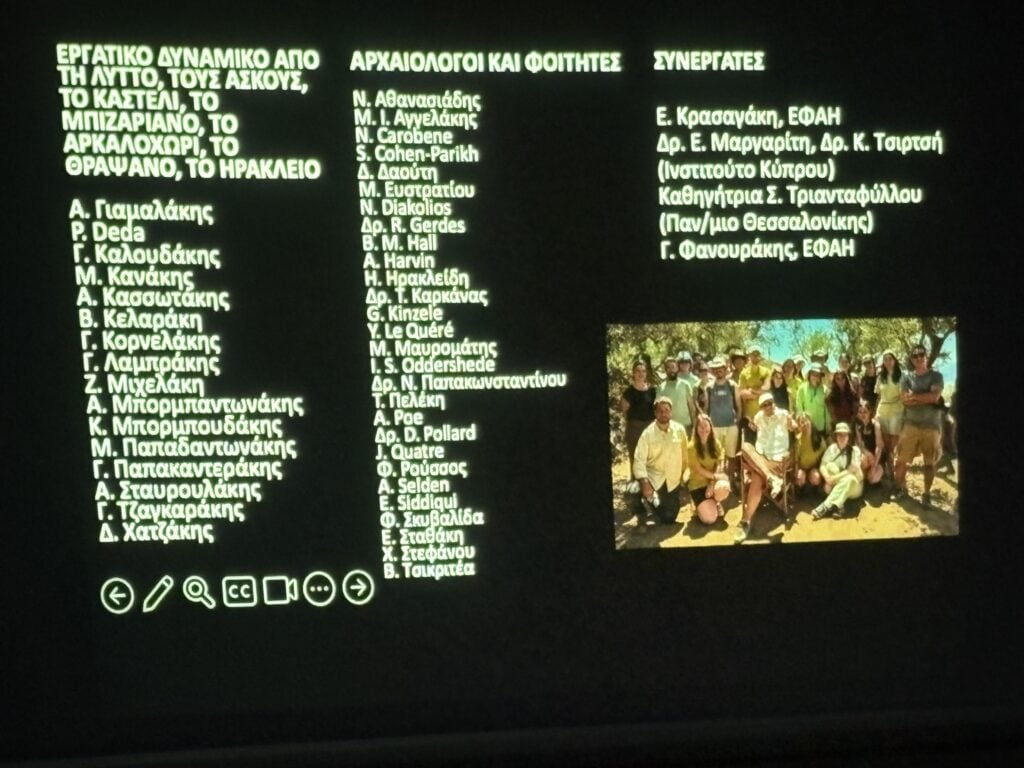 ΕΡΓΑΤΙΚΟ ΔΥΝΑΜΙΚΟ ΑΠΟ
ΤΗ ΛΥΤΤΟ, ΤΟΥΣ ΑΣΚΟΥΣ,
ΤΟ ΚΑΣΤΕΛΙ, ΤΟ
ΜΠΙΖΑΡΙΑΝΟ, ΤΟ
ΑΡΚΑΛΟΧΩΡΙ, ΤΟ
ΘΡΑΨΑΝΟ, ΤΟ ΗΡΑΚΛΕΙΟ
Α. Γιαμαλάκης
P. Deda
Γ. Καλουδάκης
Μ. Κανάκης
Α. Κασσωτάκης
Β. Κελαράκη
Γ. Κορνελάκης
Γ. Λαμπράκης
Ζ. Μιχελάκη
Α. Μπορμπαντωνάκης
Κ. Μπορμπουδάκης
Μ. Παπαδαντωνάκης
Γ. Παπακαντεράκης
Α. Σταυρουλάκης
Γ. Τζαγκαράκης
Δ. Χατζάκης
ΑΡΧΑΙΟΛΟΓΟΙ ΚΑΙ ΦΟΙΤΗΤΕΣ
Ν. Αθανασιάδης
Μ. Ι. Αγγελάκης
N. Carobene
S. Cohen-Parikh
Δ. Δαούτη
Μ. Ευστρατίου
N. Diakolios
Δρ. R. Gerdes
B. M. Hall
A. Harvin
Η. Ηρακλείδη
Δρ. Τ. Καρκάνας
G. Kinzele
Y. Le Quéré
Μ. Μαυρομάτης
I. S. Oddershede
Δρ. Ν. Παπακωνσταντίνου
Τ. Πελέκη
A. Poe
Δρ. D. Pollard
J. Quatre
Φ. Ρούσσος
A. Selden
E. Siddiqui
Φ. Σκυβαλίδα
Ε. Σταθάκη
Χ. Στεφάνου
Β. Τσικριτέα
ΣΥΝΕΡΓΑΤΕΣ
Ε. Κρασαγάκη, ΕΦΑΗ
Δρ. Ε. Μαργαρίτη, Δρ. Κ. Τσιρτσή
(Ινστιτούτο Κύπρου)
Καθηγήτρια Σ. Τριανταφύλλου
(Παν/μιο Θεσσαλονίκης)
Γ. Φανουράκης, ΕΦΑΗ
CC